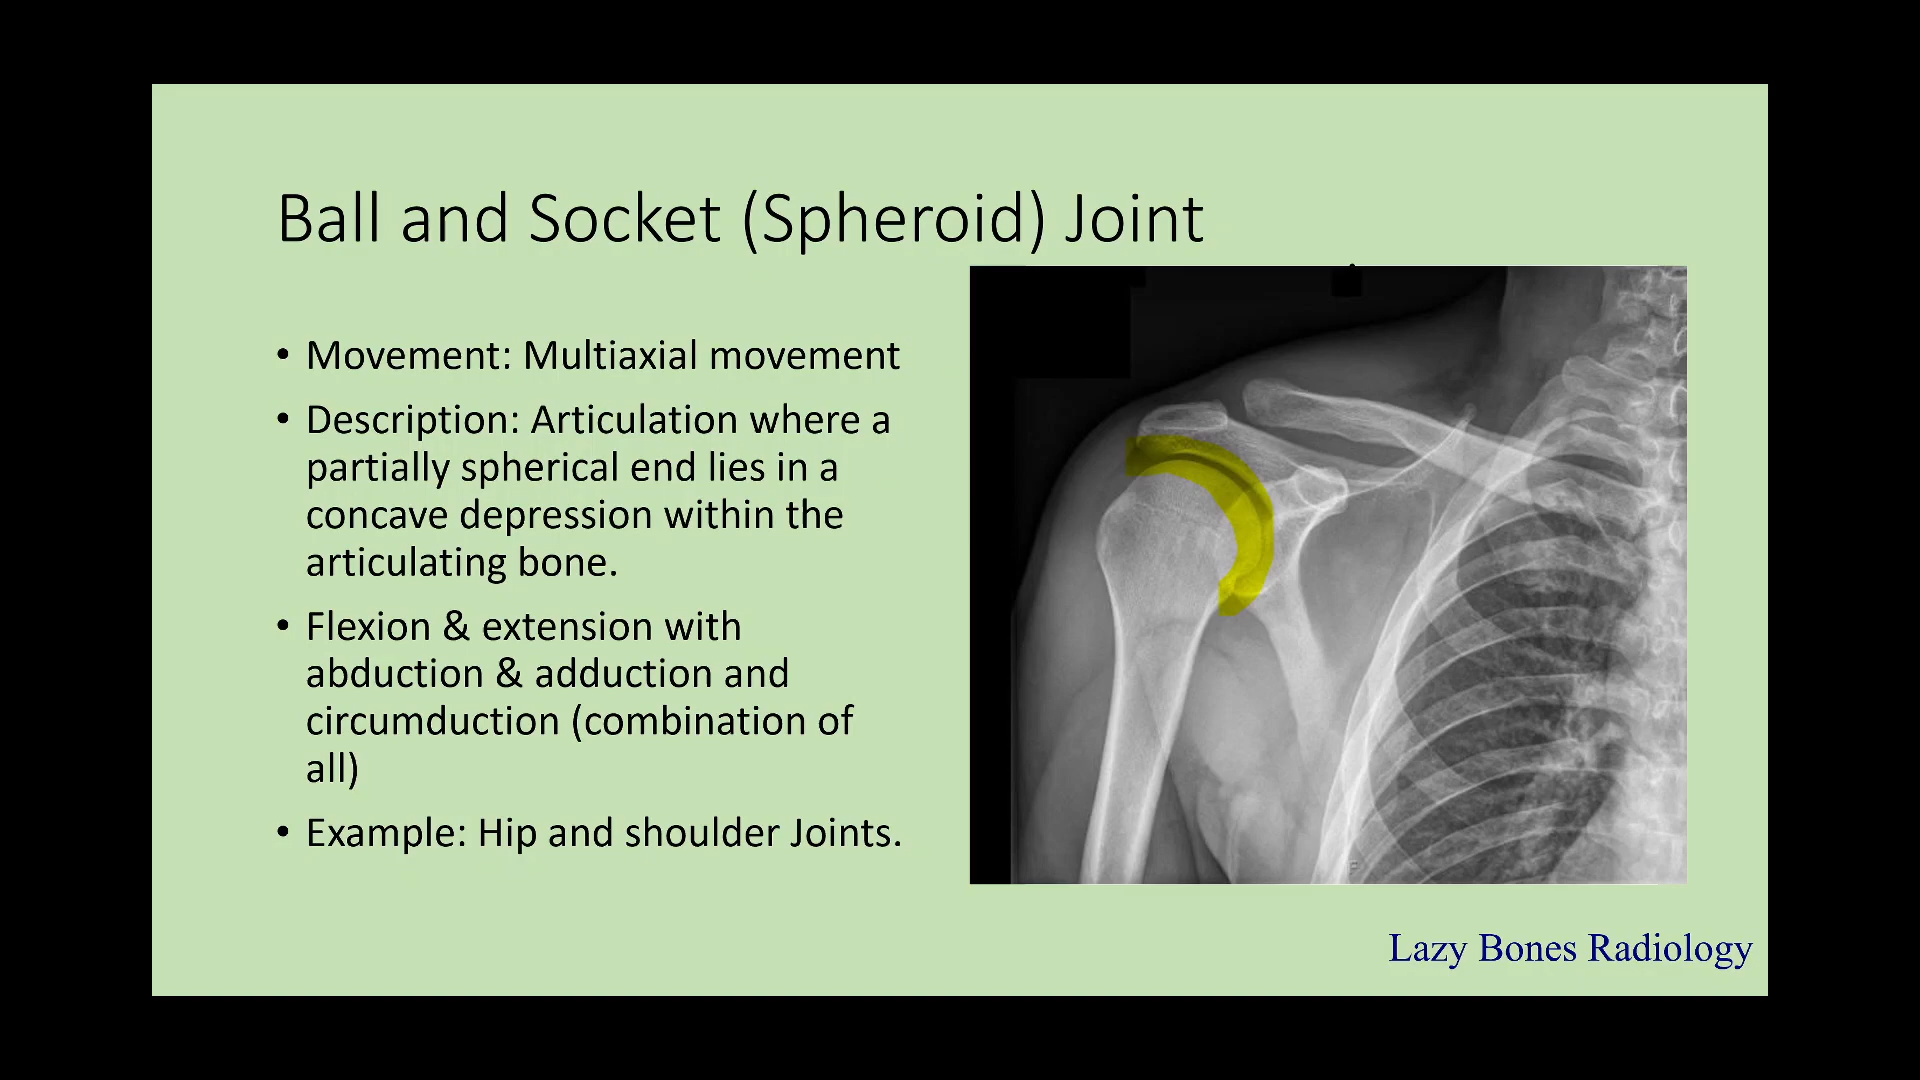 Ball and Socket (Spheroid) Joint
• Movement: Multiaxial movement
• Description: Articulation where a
partially spherical end lies in a
concave depression within the
articulating bone.
• Flexion & extension with
abduction & adduction and
circumduction (combination of
all)
• Example: Hip and shoulder Joints.
Lazy Bones Radiology